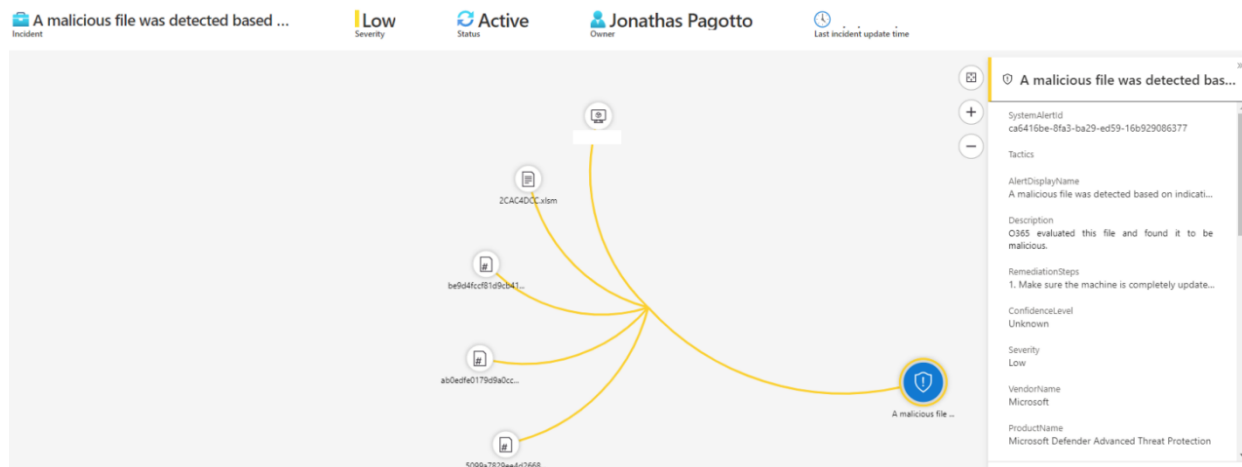 A malicious file was detected based ...
Incident
Low
Severity
Active
Status
Jonathas Pagotto
Owner
Last incident update time
A malicious file was detected bas...
SystemAlertId
ca6416be-8fa3-ba29-ed59-16b929086377
Tactics
AlertDisplayName
A malicious file was detected based on indicati...
Description
O365 evaluated this file and found it to be
malicious.
RemediationSteps
1. Make sure the machine is completely update...
ConfidenceLevel
Unknown
Severity
Low
VendorName
Microsoft
ProductName
Microsoft Defender Advanced Threat Protection
2CAC4DCC.xlsm
be9d4fccf81d9cb41...
ab0edfe0179d9a0cc...
5099a7829ee4d2668
A malicious file ...